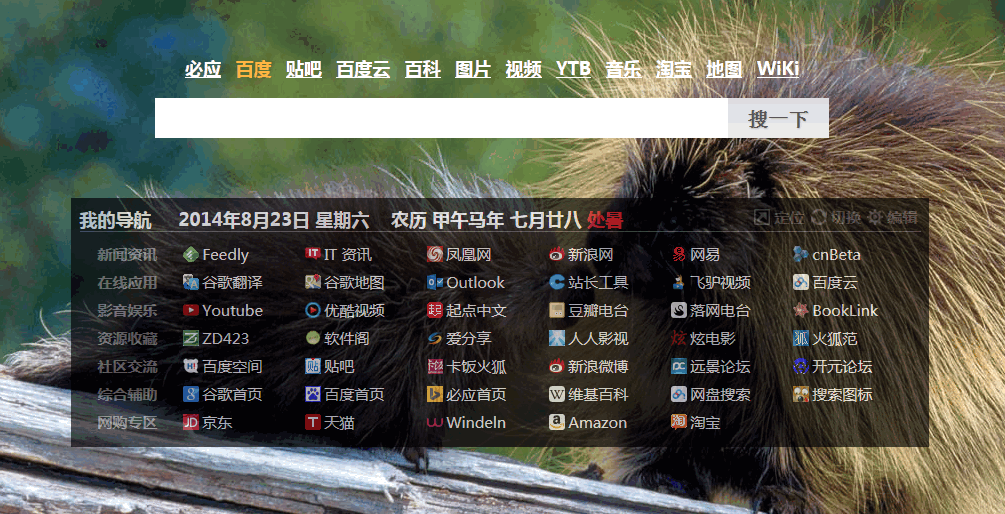 必应 百度 贴吧 百度云 百科 图片 视频 YTB 音乐 淘宝 地图 WiKi
搜一下
我的导航 2014年8月23日 星期六 农历 甲午马年 七月廿八 处暑 定位 切换 编辑
新闻资讯 Feedly IT 资讯 凤凰网 新浪网 网易 cnBeta
在线应用 谷歌翻译 谷歌地图 Outlook 站长工具 飞驴视频 百度云
影音娱乐 Youtube 优酷视频 起点中文 豆瓣电台 落网电台 BookLink
资源收藏 ZD423 软件阁 爱分享 人人影视 炫电影 火狐范
社区交流 百度空间 贴吧 卡饭火狐 新浪微博 远景论坛 开元论坛
综合辅助 谷歌首页 百度首页 必应首页 维基百科 网盘搜索 搜索图标
网购专区 京东 天猫 Windeln Amazon 淘宝